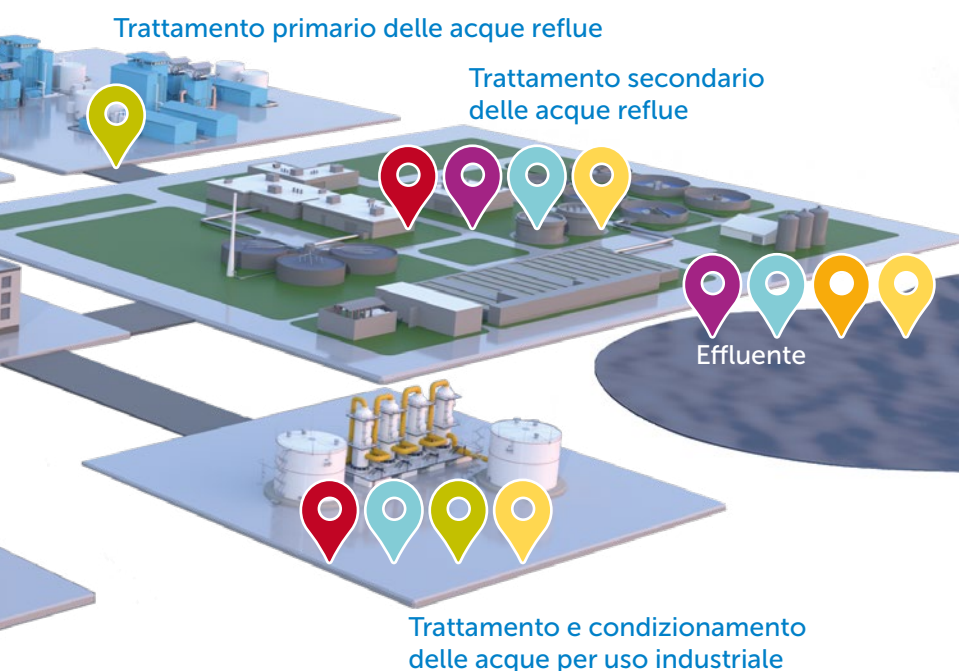 Trattamento primario delle acque reflue
Trattamento secondario
delle acque reflue
Effluente
Trattamento e condizionamento
delle acque per uso industriale